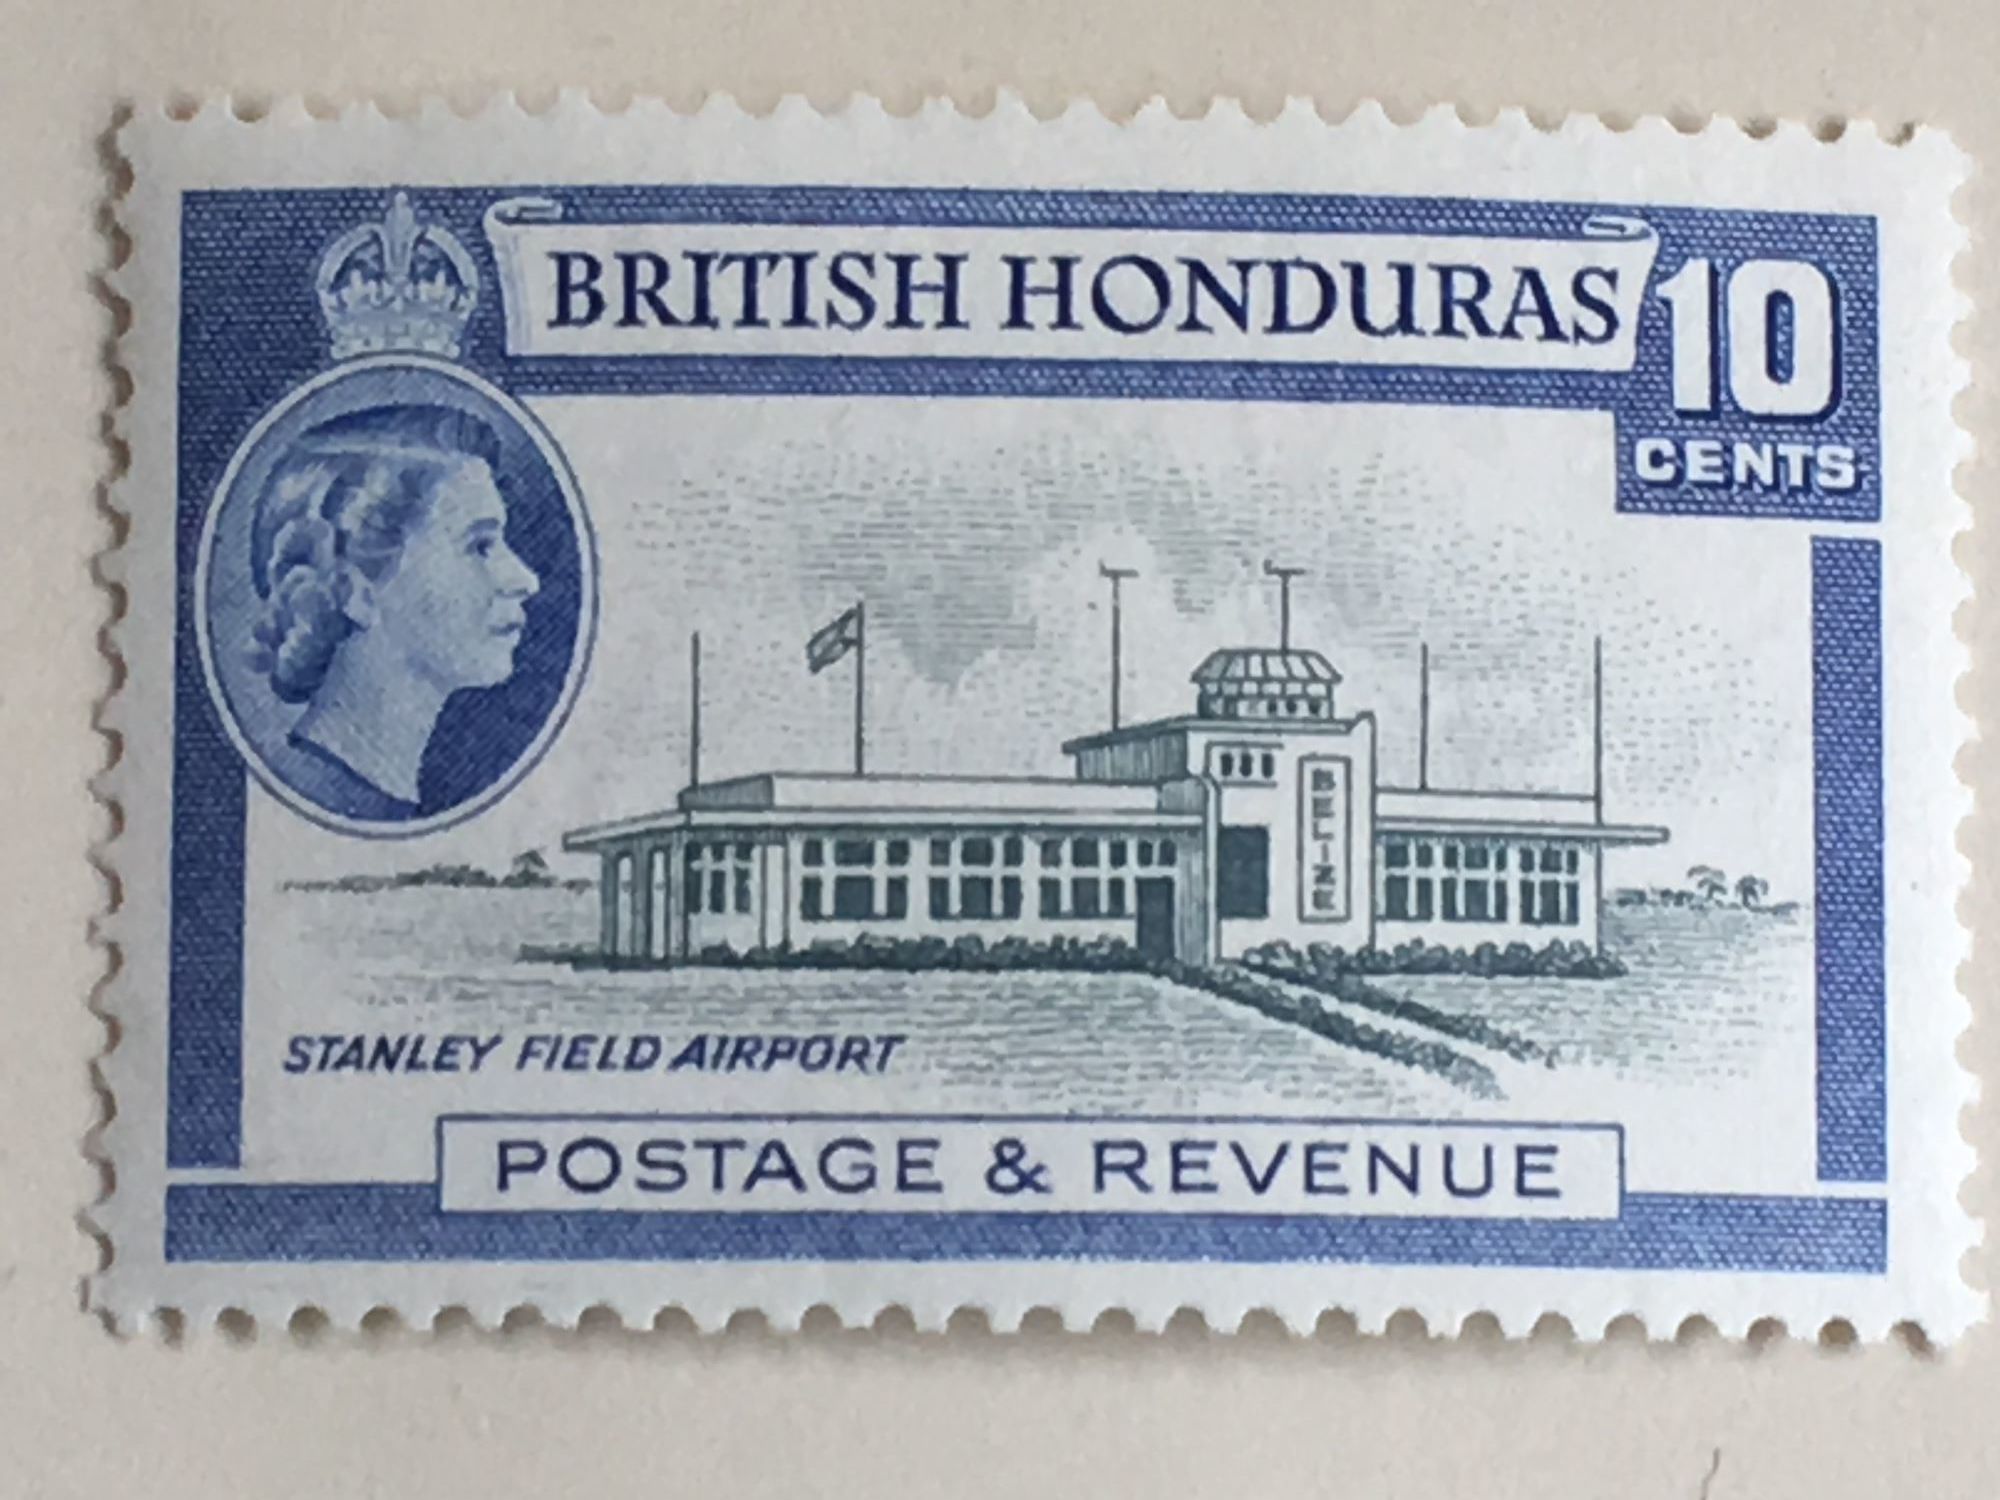 BRITISH HONDURAS
10
CENTS
BELIZE
STANLEY FIELD AIRPORT
POSTAGE & REVENUE